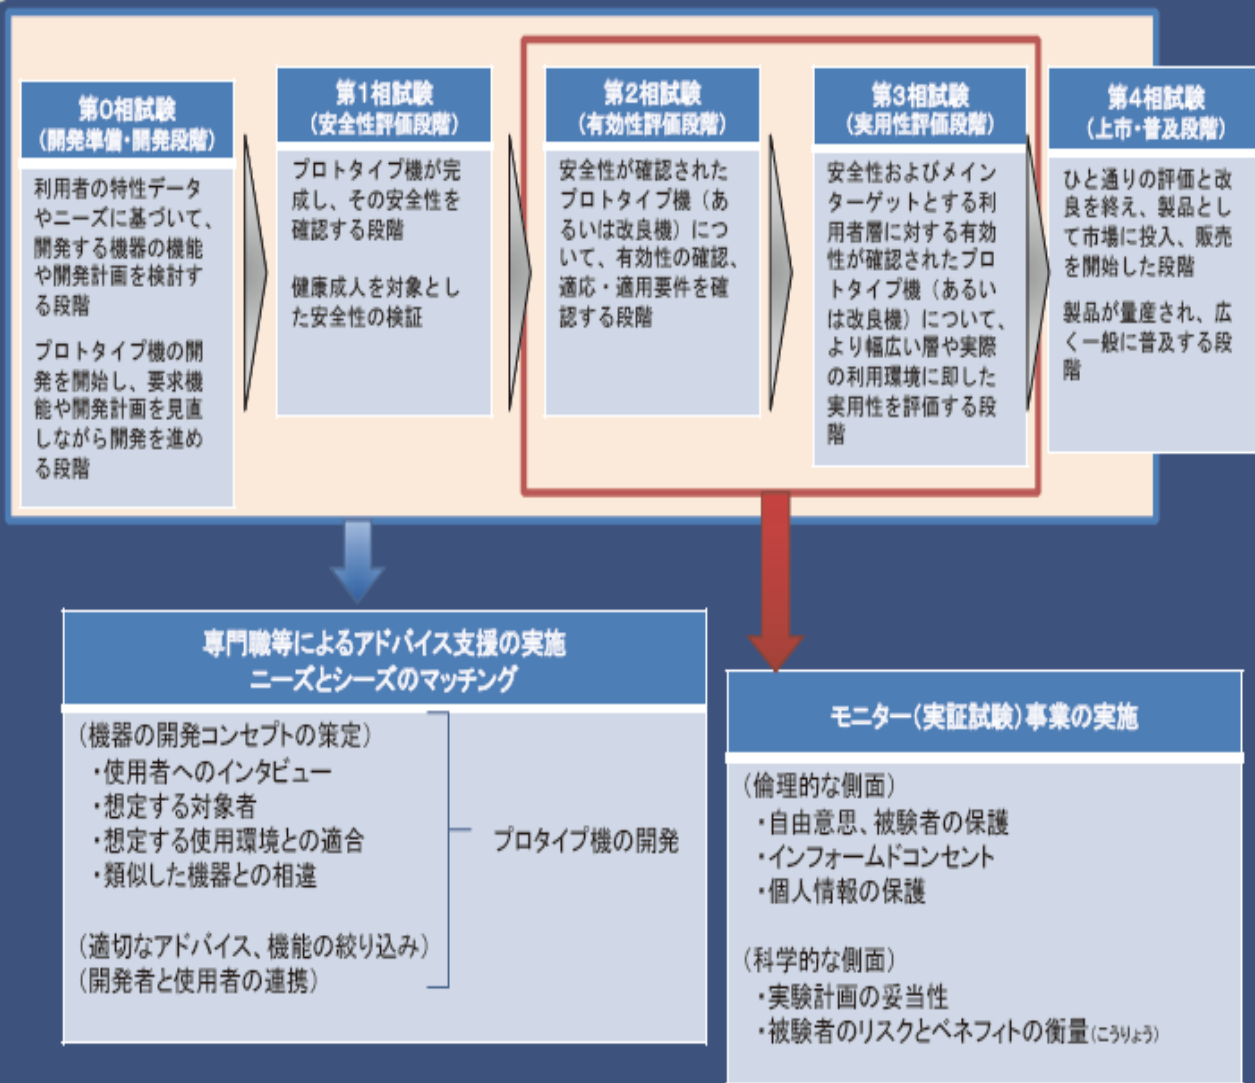 第0相試験
(開発準備・開発段階)
利用者の特性データ
やニーズに基づいて、
開発する機器の機能
や開発計画を検討す
る段階
プロトタイプ機の開
発を開始し、要求機
能や開発計画を見直
しながら開発を進め
る段階
第1相試験
(安全性評価段階)
プロトタイプ機が完
成し、その安全性を
確認する段階
健康成人を対象とし
た安全性の検証
第2相試験
(有効性評価段階)
安全性が確認された
プロトタイプ機（あ
るいは改良機）につ
いて、有効性の確認、
適応・適用要件を確
認する段階
第3相試験
(実用性評価段階)
安全性およびメイン
ターゲットとする利
用者層に対する有効
性が確認されたプロ
トタイプ機（あるい
は改良機）について、
より幅広い層や実際
の利用環境に即した
実用性を評価する段
階
第4相試験
(上市・普及段階)
ひと通りの評価と改
良を終え、製品とし
て市場に投入、販売
を開始した段階
製品が量産され、広
く一般に普及する段
階
専門職等によるアドバイス支援の実施
ニーズとシーズのマッチング
(機器の開発コンセプトの策定)
・使用者へのインタビュー
・想定する対象者
・想定する使用環境との適合
・類似した機器との相違
(適切なアドバイス、機能の絞り込み)
(開発者と使用者の連携)
プロタイプ機の開発
モニター(実証試験)事業の実施
(倫理的な側面)
・自由意思、被験者の保護
・インフォームドコンセント
・個人情報の保護
(科学的な側面)
・実験計画の妥当性
・被験者のリスクとベネフィトの衡量(こうりょう)